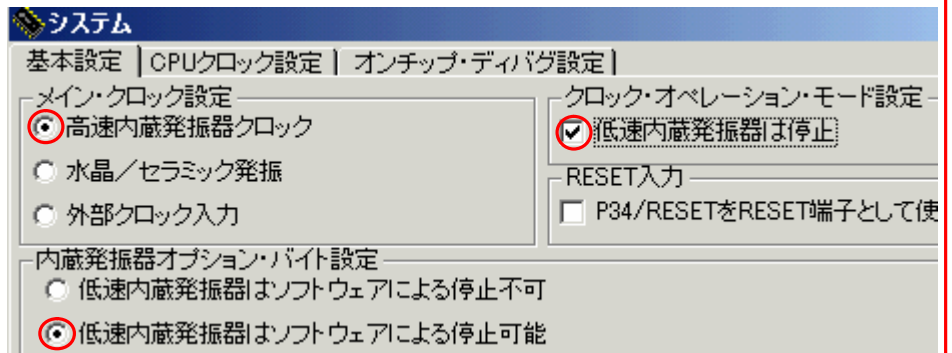 システム
基本設定 CPUクロック設定 オンチップ・ディバグ設定
メイン・クロック設定
高速内蔵発振器クロック
水晶／セラミック発振
外部クロック入力
クロック・オペレーション・モード設定
低速内蔵発振器は停止
RESET入力
P34/RESETをRESET端子として使
内蔵発振器オプション・バイト設定
低速内蔵発振器はソフトウェアによる停止不可
低速内蔵発振器はソフトウェアによる停止可能